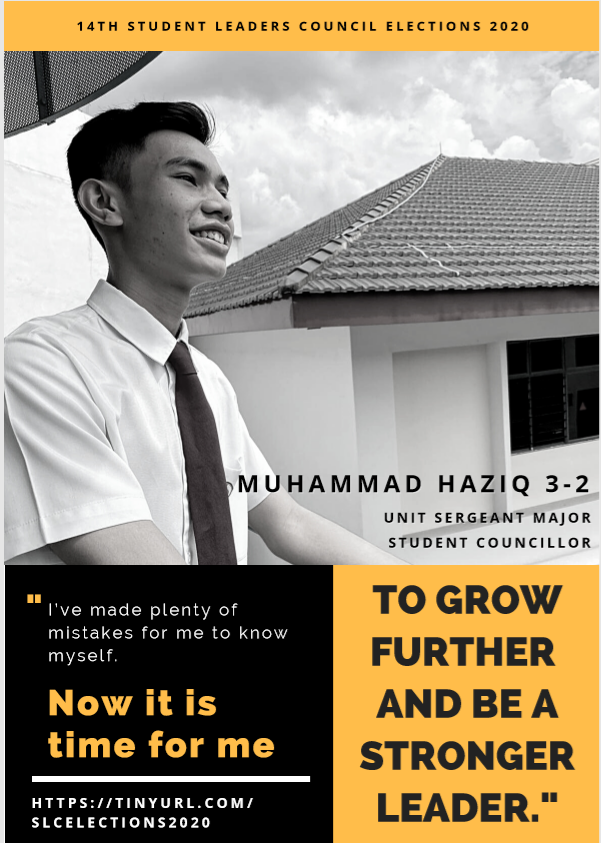 14TH STUDENT LEADERS COUNCIL ELECTIONS 2020
MUHAMMAD HAZIQ 3-2
UNIT SERGEANT MAJOR
STUDENT COUNCILLOR
"I've made plenty of
mistakes for me to know
myself.
Now it is
time for me
HTTPS://TINYURL.COM/
SLCELECTIONS2020
TO GROW
FURTHER
AND BE A
STRONGER
LEADER."